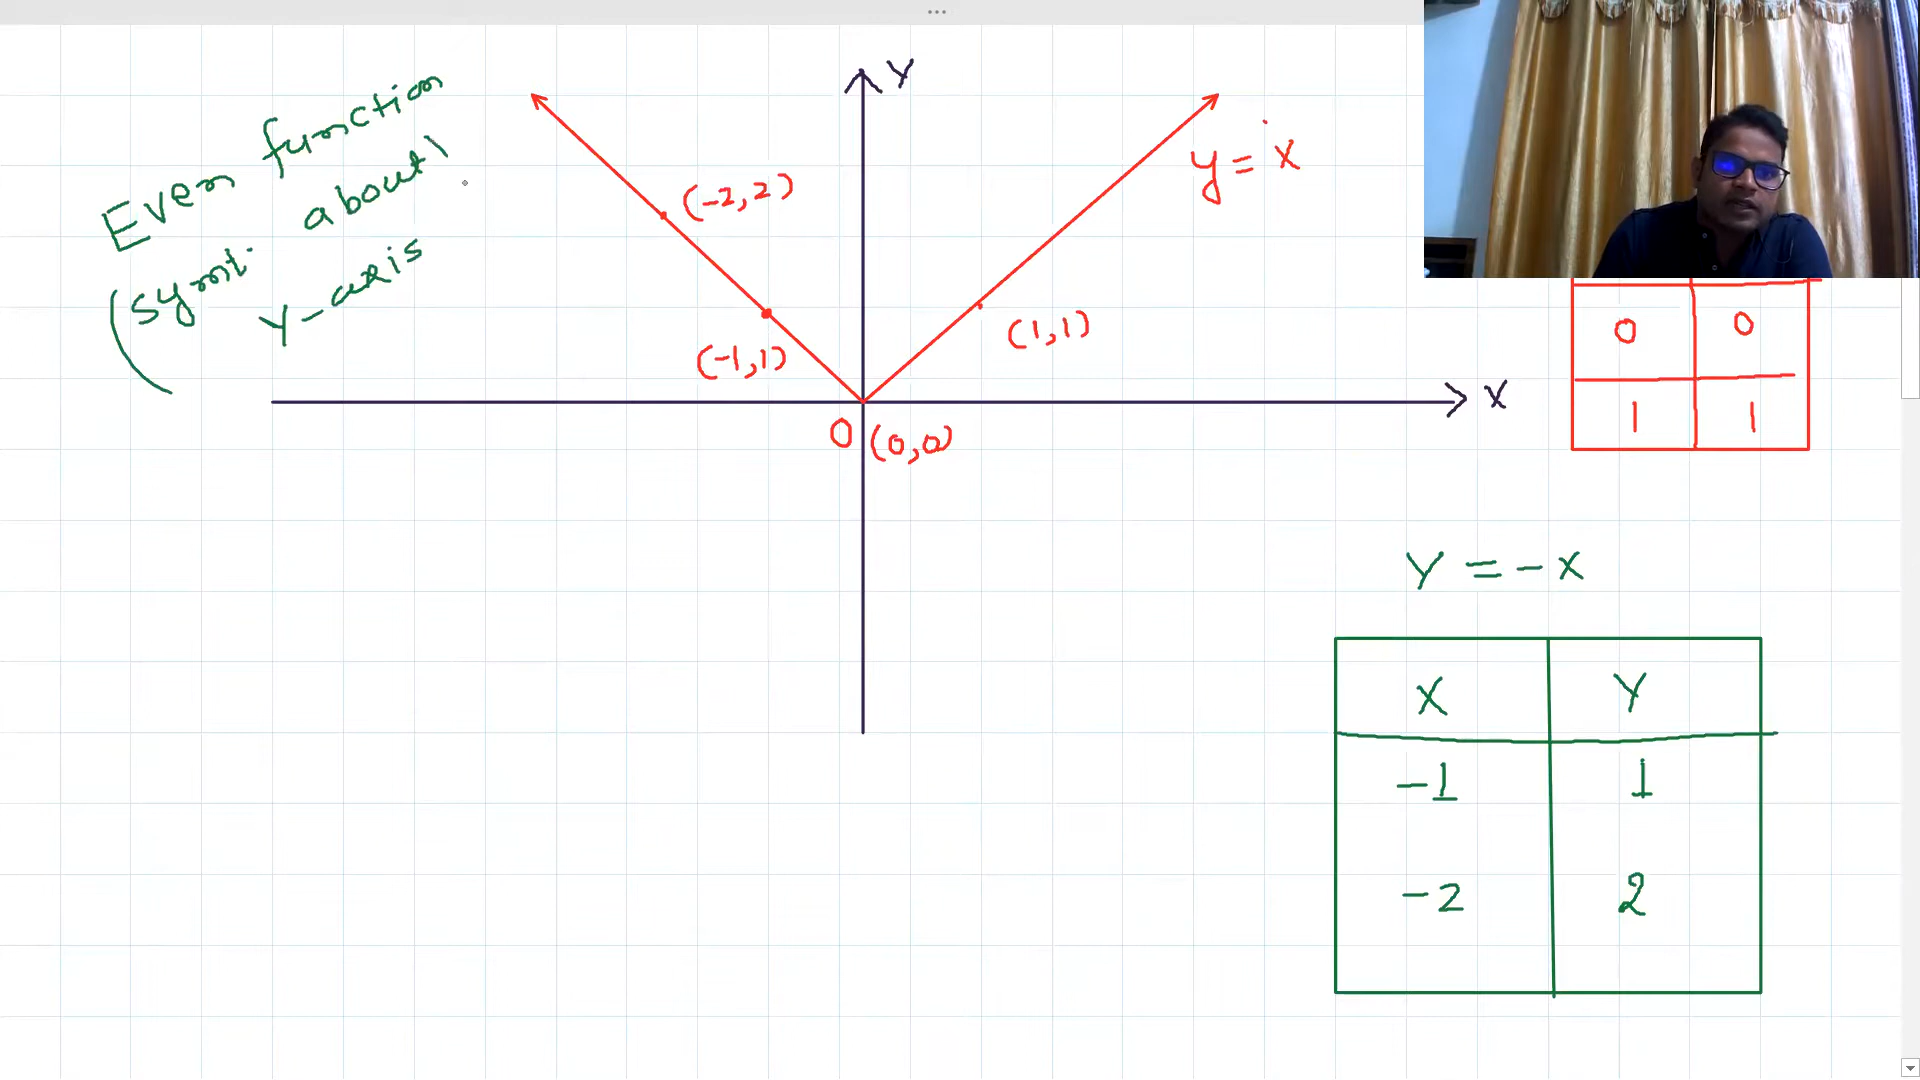 Even function
(symt. about
Y-axis
Y
y = x
(-2,2)
(-1,1)
(1,1)
X
O (0,0)
0 0
1 1
Y = -x
X Y
-1 1
-2 2